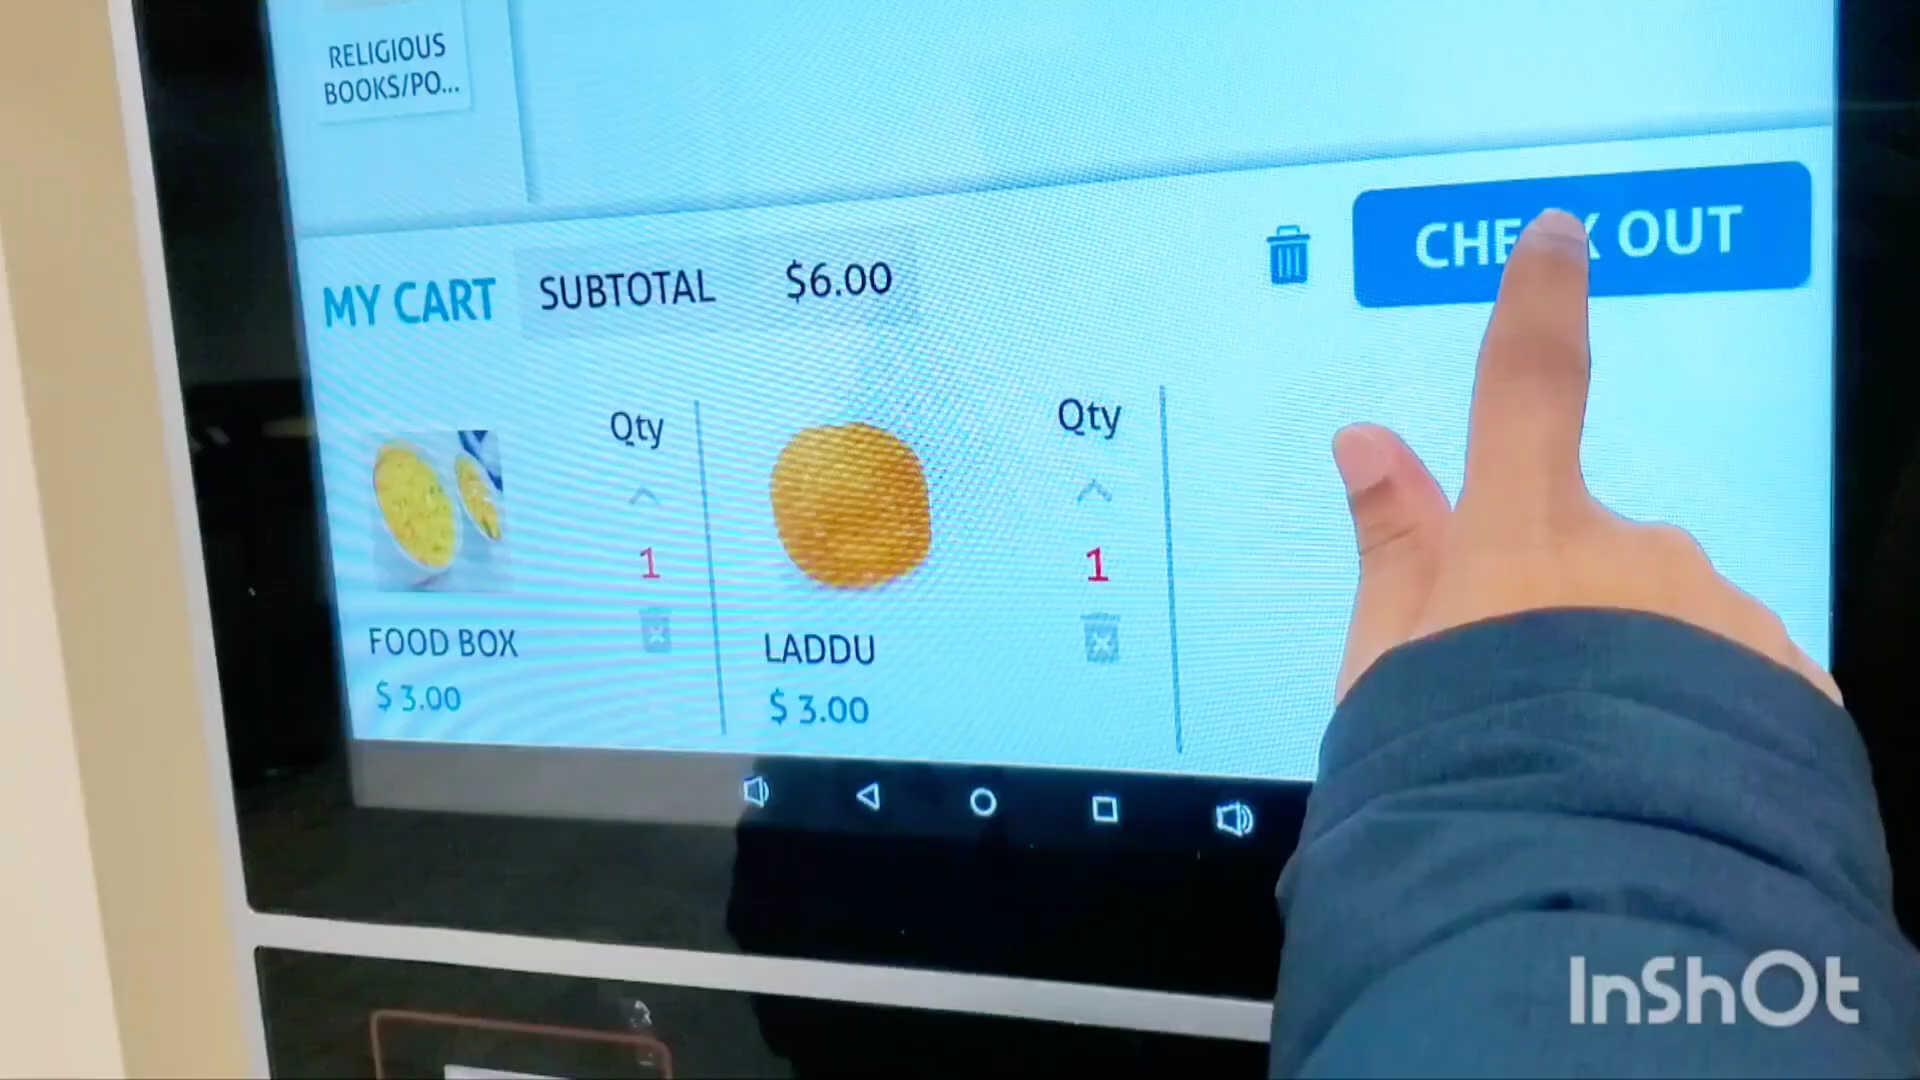 RELIGIOUS
BOOKS/PO...
MY CART SUBTOTAL $6.00
CHECK OUT
Qty
1
FOOD BOX
$ 3.00
Qty
1
LADDU
$ 3.00
InShOt